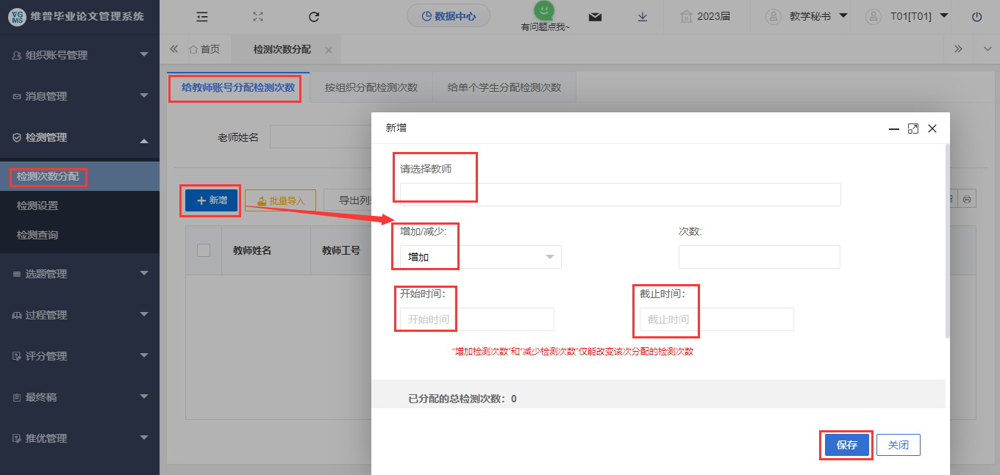 VG
MS
维普毕业论文管理系统
数据中心
有问题点我~
2023届
教学秘书
T01[T01]
组织账号管理
消息管理
检测管理
检测次数分配
检测设置
检测查询
选题管理
过程管理
评分管理
最终稿
推优管理
首页
检测次数分配
给教师账号分配检测次数
按组织分配检测次数
给单个学生分配检测次数
老师姓名
新增
批量导入
导出列
教师姓名
教师工号
新增
请选择教师
增加/减少:
次数:
增加
开始时间：
截止时间：
开始时间
截止时间
“增加检测次数”和“减少检测次数”仅能改变该次分配的检测次数
已分配的总检测次数：0
保存
关闭